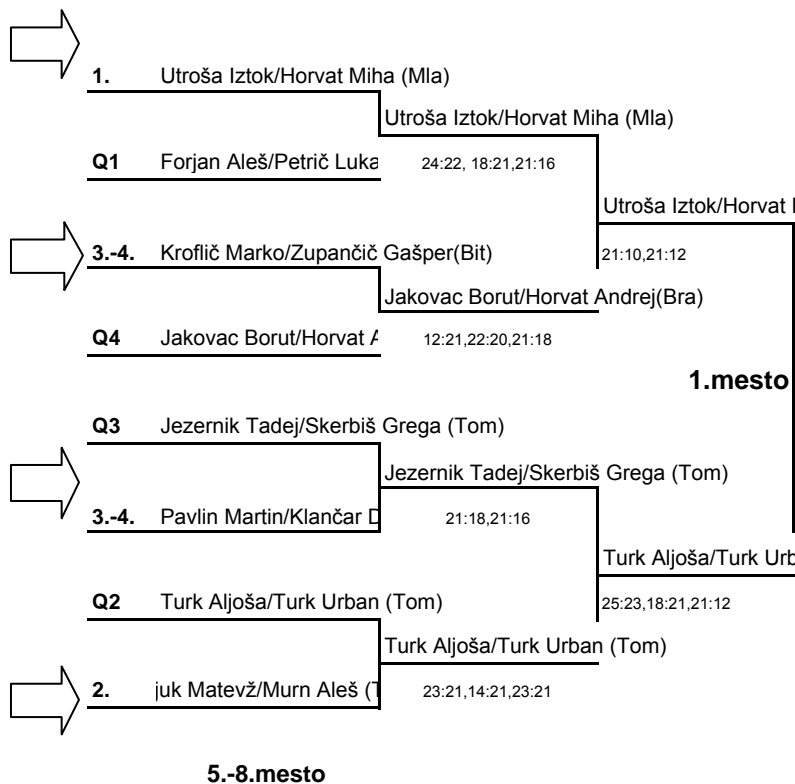 1. Utroša Iztok/Horvat Miha (Mla)
Utroša Iztok/Horvat Miha (Mla)
Q1 Forjan Aleš/Petrič Luka 24:22, 18:21,21:16
Utroša Iztok/Horvat
3.-4. Kroflič Marko/Zupančič Gašper(Bit) 21:10,21:12
Jakovac Borut/Horvat Andrej(Bra)
Q4 Jakovac Borut/Horvat 12:21,22:20,21:18
1.mesto
Q3 Jezernik Tadej/Skerbiš Grega (Tom)
Jezernik Tadej/Skerbiš Grega (Tom)
3.-4. Pavlin Martin/Klančar D 21:18,21:16
Turk Aljoša/Turk Urb
Q2 Turk Aljoša/Turk Urban (Tom) 25:23,18:21,21:12
Turk Aljoša/Turk Urban (Tom)
2. juk Matevž/Murn Aleš (T 23:21,14:21,23:21
5.-8.mesto